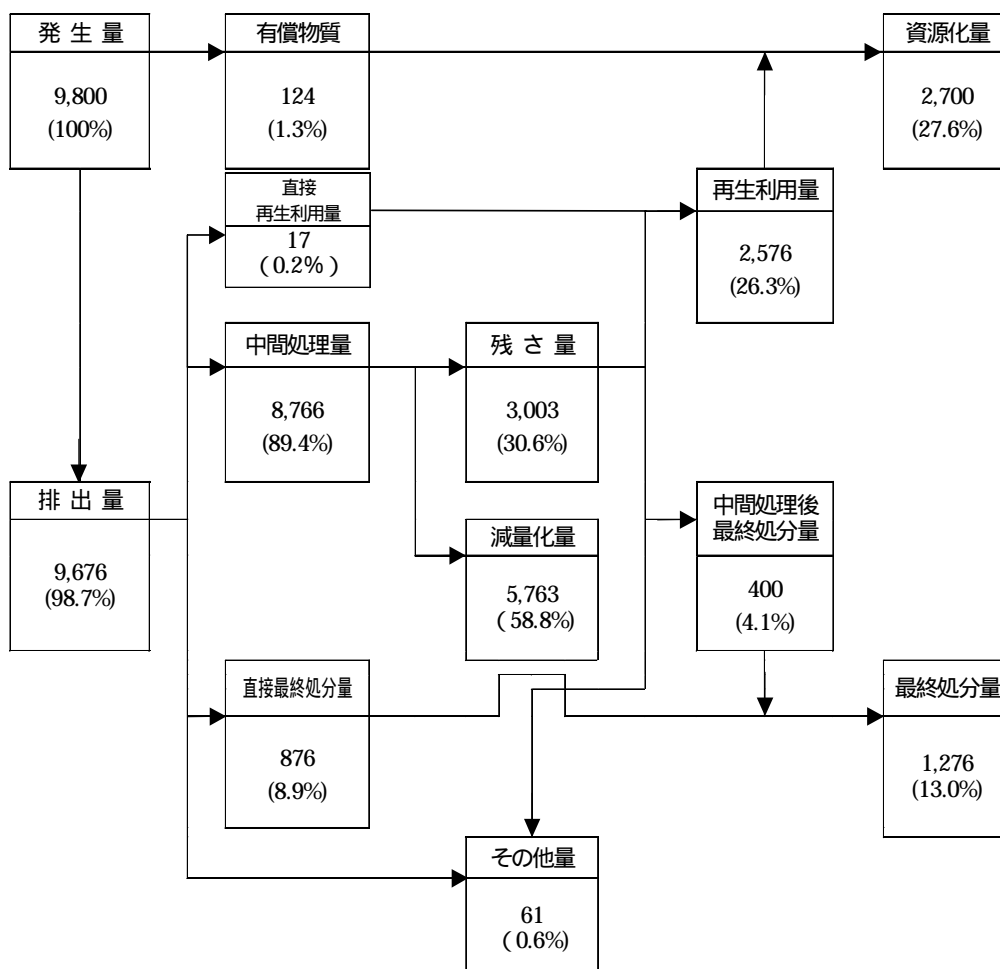 発 生 量
9,800
(100%)
有償物質
124
(1.3%)
資源化量
2,700
(27.6%)
直接
再生利用量
17
(0.2%)
再生利用量
2,576
(26.3%)
中間処理量
8,766
(89.4%)
残 さ 量
3,003
(30.6%)
排 出 量
9,676
(98.7%)
減量化量
5,763
(58.8%)
中間処理後
最終処分量
400
(4.1%)
直接最終処分量
876
(8.9%)
最終処分量
1,276
(13.0%)
その他量
61
(0.6%)